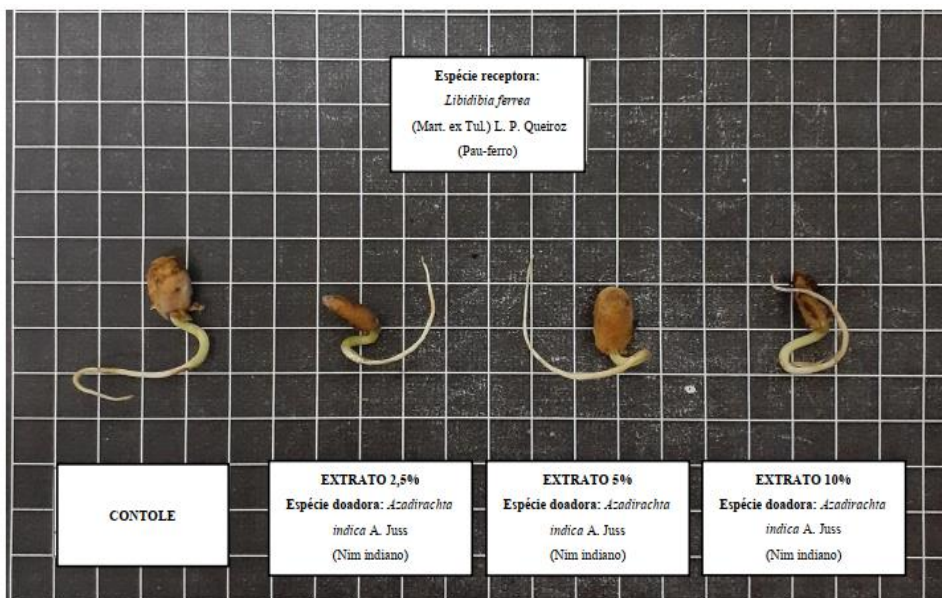 Espécie receptora:
Libidibia ferrea
(Mart. ex Tul.) L. P. Queiroz
(Pau-ferro)
CONTOLE
EXTRATO 2,5%
Espécie doadora: Azadirachta
indica A. Juss
(Nim indiano)
EXTRATO 5%
Espécie doadora: Azadirachta
indica A. Juss
(Nim indiano)
EXTRATO 10%
Espécie doadora: Azadirachta
indica A. Juss
(Nim indiano)